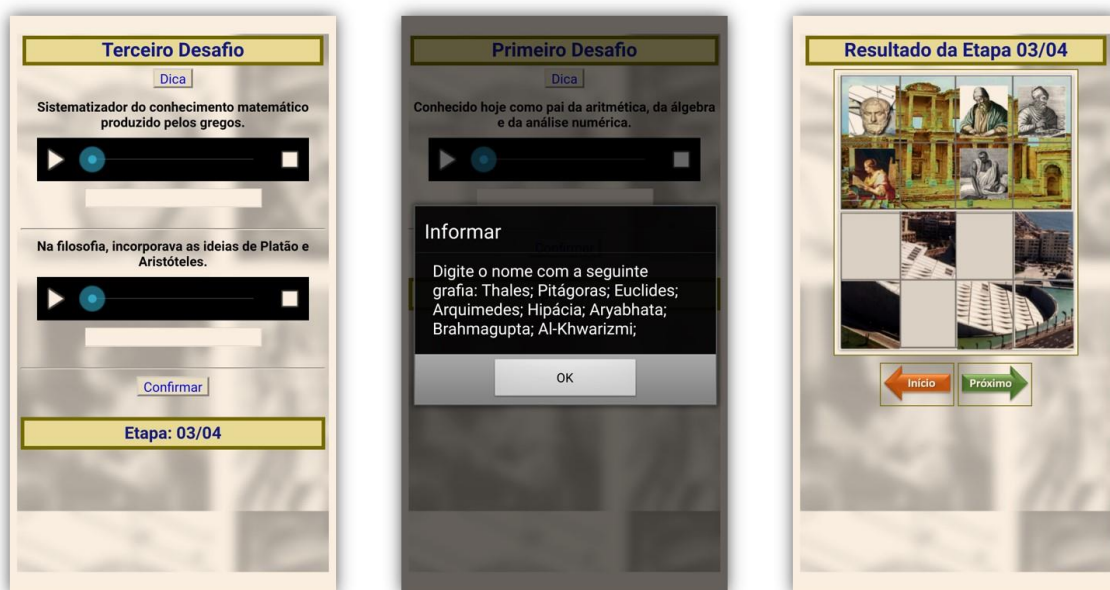 Terceiro Desafio
Dica
Sistematizador do conhecimento matemático
produzido pelos gregos.
Na filosofia, incorporava as ideias de Platão e
Aristóteles.
Confirmar
Etapa: 03/04
Primeiro Desafio
Dica
Conhecido hoje como pai da aritmética, da álgebra
e da análise numérica.
Informar
Digite o nome com a seguinte
grafia: Thales; Pitágoras; Euclides;
Arquimedes; Hipácia; Aryabhata;
Brahmagupta; Al-Khwarizmi;
OK
Resultado da Etapa 03/04
Início
Próximo